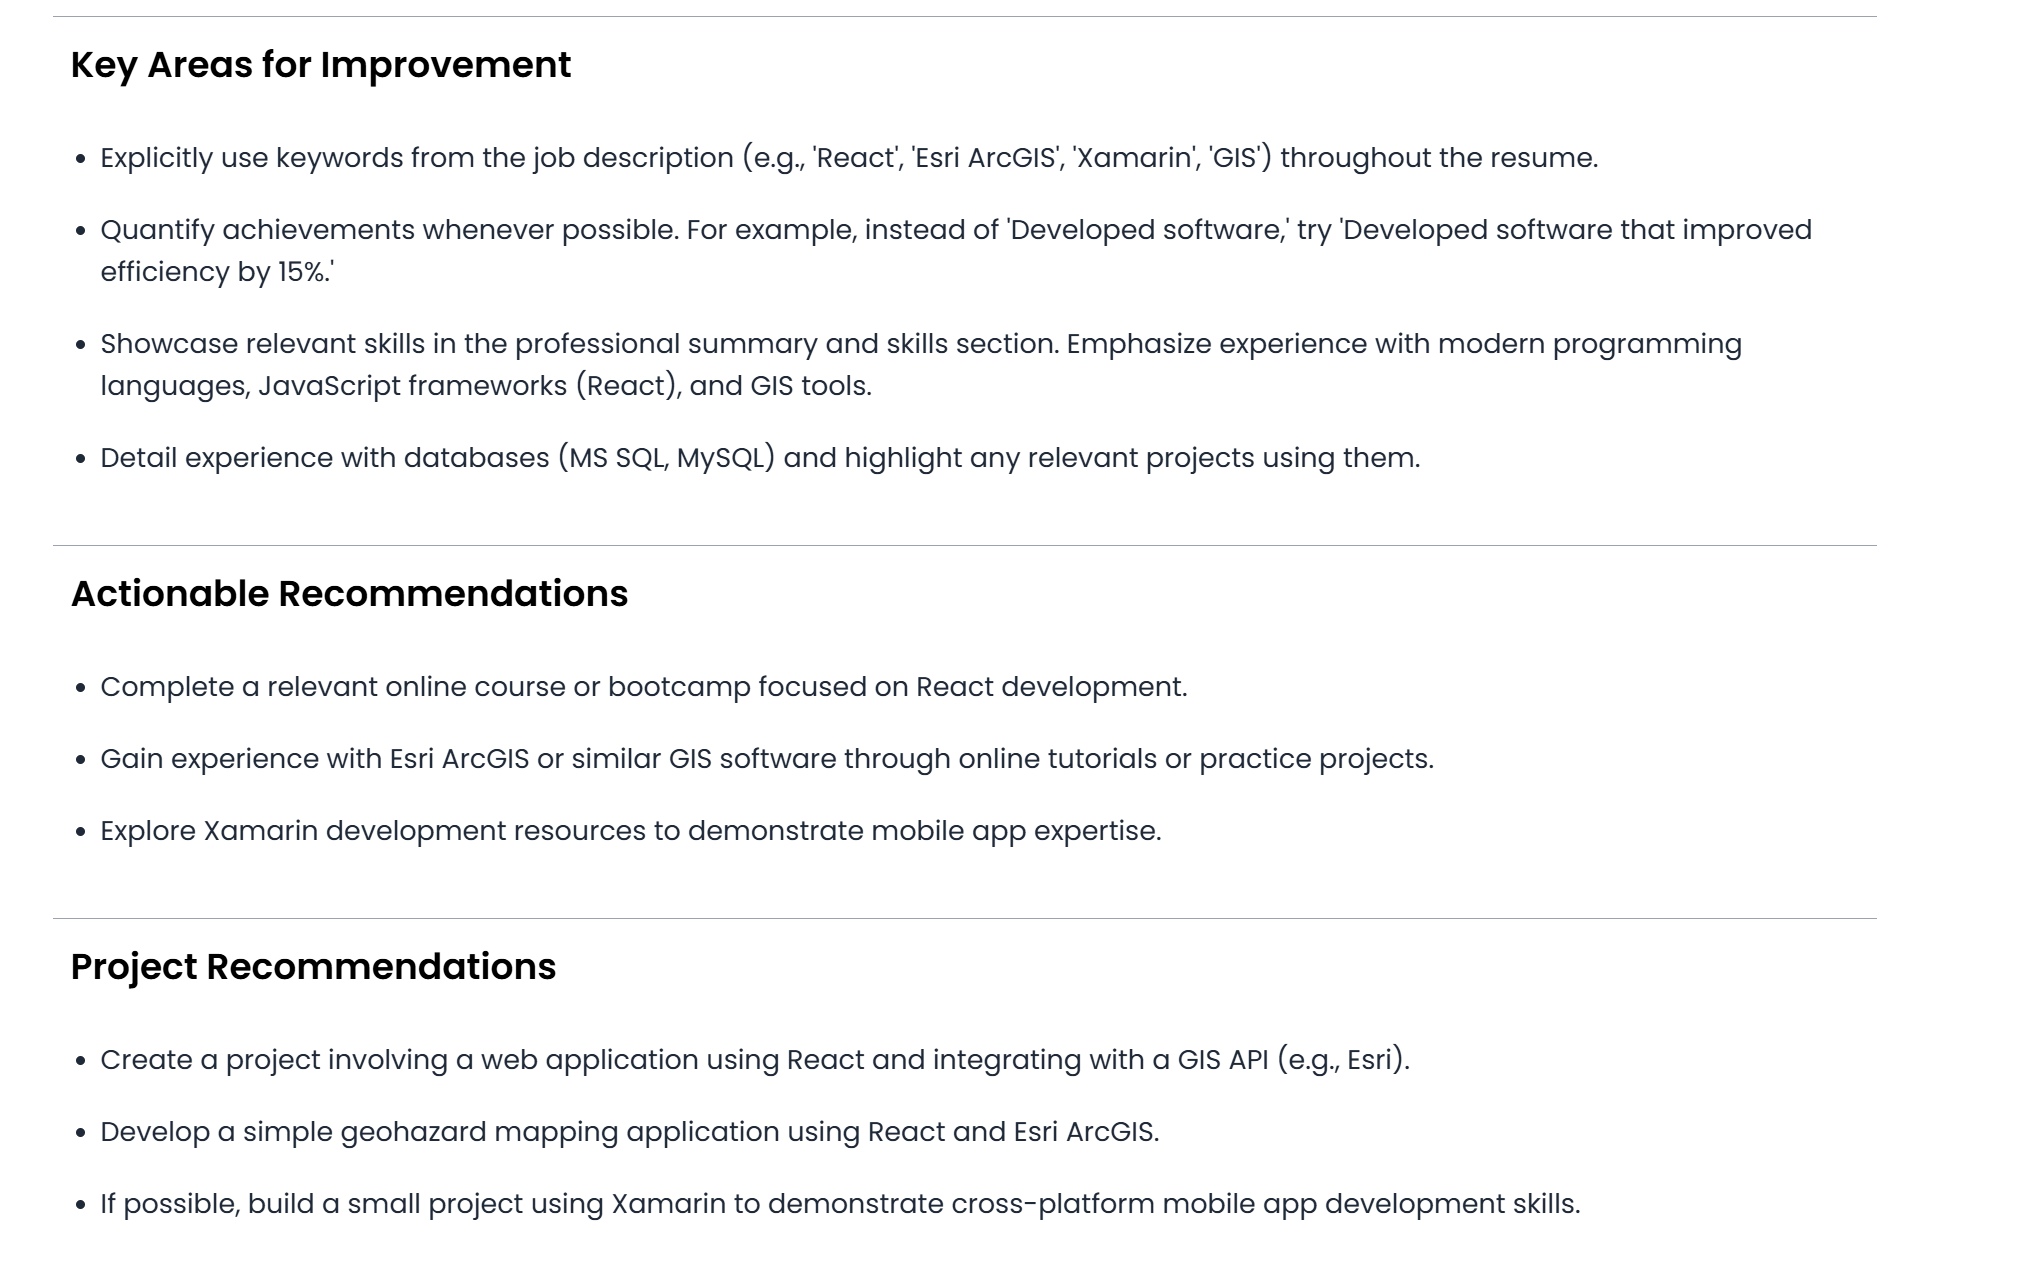 Key Areas for Improvement
• Explicitly use keywords from the job description (e.g., 'React', 'Esri ArcGIS', 'Xamarin', 'GIS') throughout the resume.
• Quantify achievements whenever possible. For example, instead of 'Developed software,' try 'Developed software that improved
efficiency by 15%.'
• Showcase relevant skills in the professional summary and skills section. Emphasize experience with modern programming
languages, JavaScript frameworks (React), and GIS tools.
• Detail experience with databases (MS SQL, MySQL) and highlight any relevant projects using them.
Actionable Recommendations
• Complete a relevant online course or bootcamp focused on React development.
• Gain experience with Esri ArcGIS or similar GIS software through online tutorials or practice projects.
• Explore Xamarin development resources to demonstrate mobile app expertise.
Project Recommendations
• Create a project involving a web application using React and integrating with a GIS API (e.g., Esri).
• Develop a simple geohazard mapping application using React and Esri ArcGIS.
• If possible, build a small project using Xamarin to demonstrate cross-platform mobile app development skills.